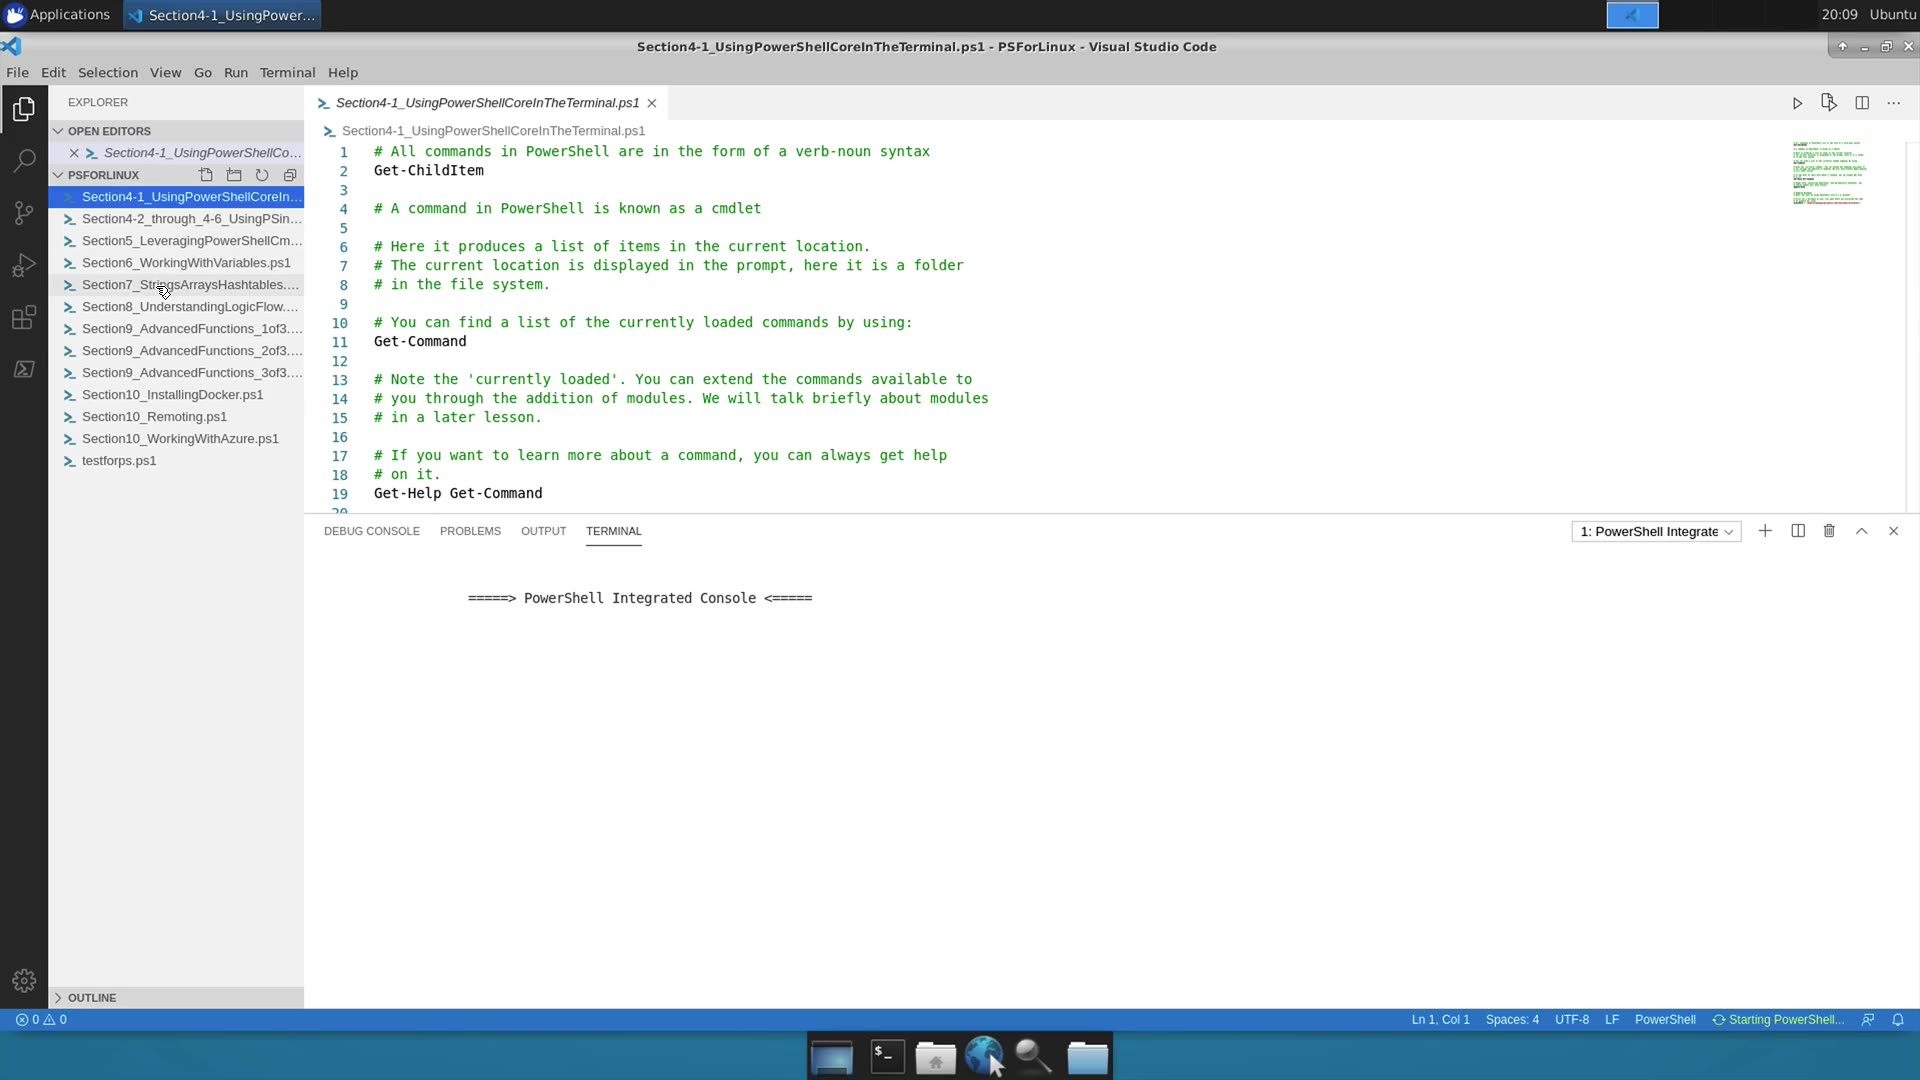 Applications
Section4-1_UsingPower...
20:09
Ubuntu
Section4-1_UsingPowerShellCoreInTheTerminal.ps1 - PSForLinux - Visual Studio Code
File Edit Selection View Go Run Terminal Help
EXPLORER
OPEN EDITORS
Section4-1_UsingPowerShellCo...
PSFORLINUX
Section4-1_UsingPowerShellCoreIn...
Section4-2_through_4-6_UsingPSin...
Section5_LeveragingPowerShellCm...
Section6_WorkingWithVariables.ps1
Section7_StringsArraysHashtables....
Section8_UnderstandingLogicFlow....
Section9_AdvancedFunctions_1of3....
Section9_AdvancedFunctions_2of3....
Section9_AdvancedFunctions_3of3....
Section10_InstallingDocker.ps1
Section10_Remoting.ps1
Section10_WorkingWithAzure.ps1
testforps.ps1
OUTLINE
Section4-1_UsingPowerShellCoreInTheTerminal.ps1
Section4-1_UsingPowerShellCoreInTheTerminal.ps1
1 # All commands in PowerShell are in the form of a verb-noun syntax
2 Get-ChildItem
3
4 # A command in PowerShell is known as a cmdlet
5
6 # Here it produces a list of items in the current location.
7 # The current location is displayed in the prompt, here it is a folder
8 # in the file system.
9
10 # You can find a list of the currently loaded commands by using:
11 Get-Command
12
13 # Note the 'currently loaded'. You can extend the commands available to
14 # you through the addition of modules. We will talk briefly about modules
15 # in a later lesson.
16
17 # If you want to learn more about a command, you can always get help
18 # on it.
19 Get-Help Get-Command
20
DEBUG CONSOLE PROBLEMS OUTPUT TERMINAL
1: PowerShell Integrate
=====> PowerShell Integrated Console <=====
0 0
Ln 1, Col 1 Spaces: 4 UTF-8 LF PowerShell Starting PowerShell...
$_